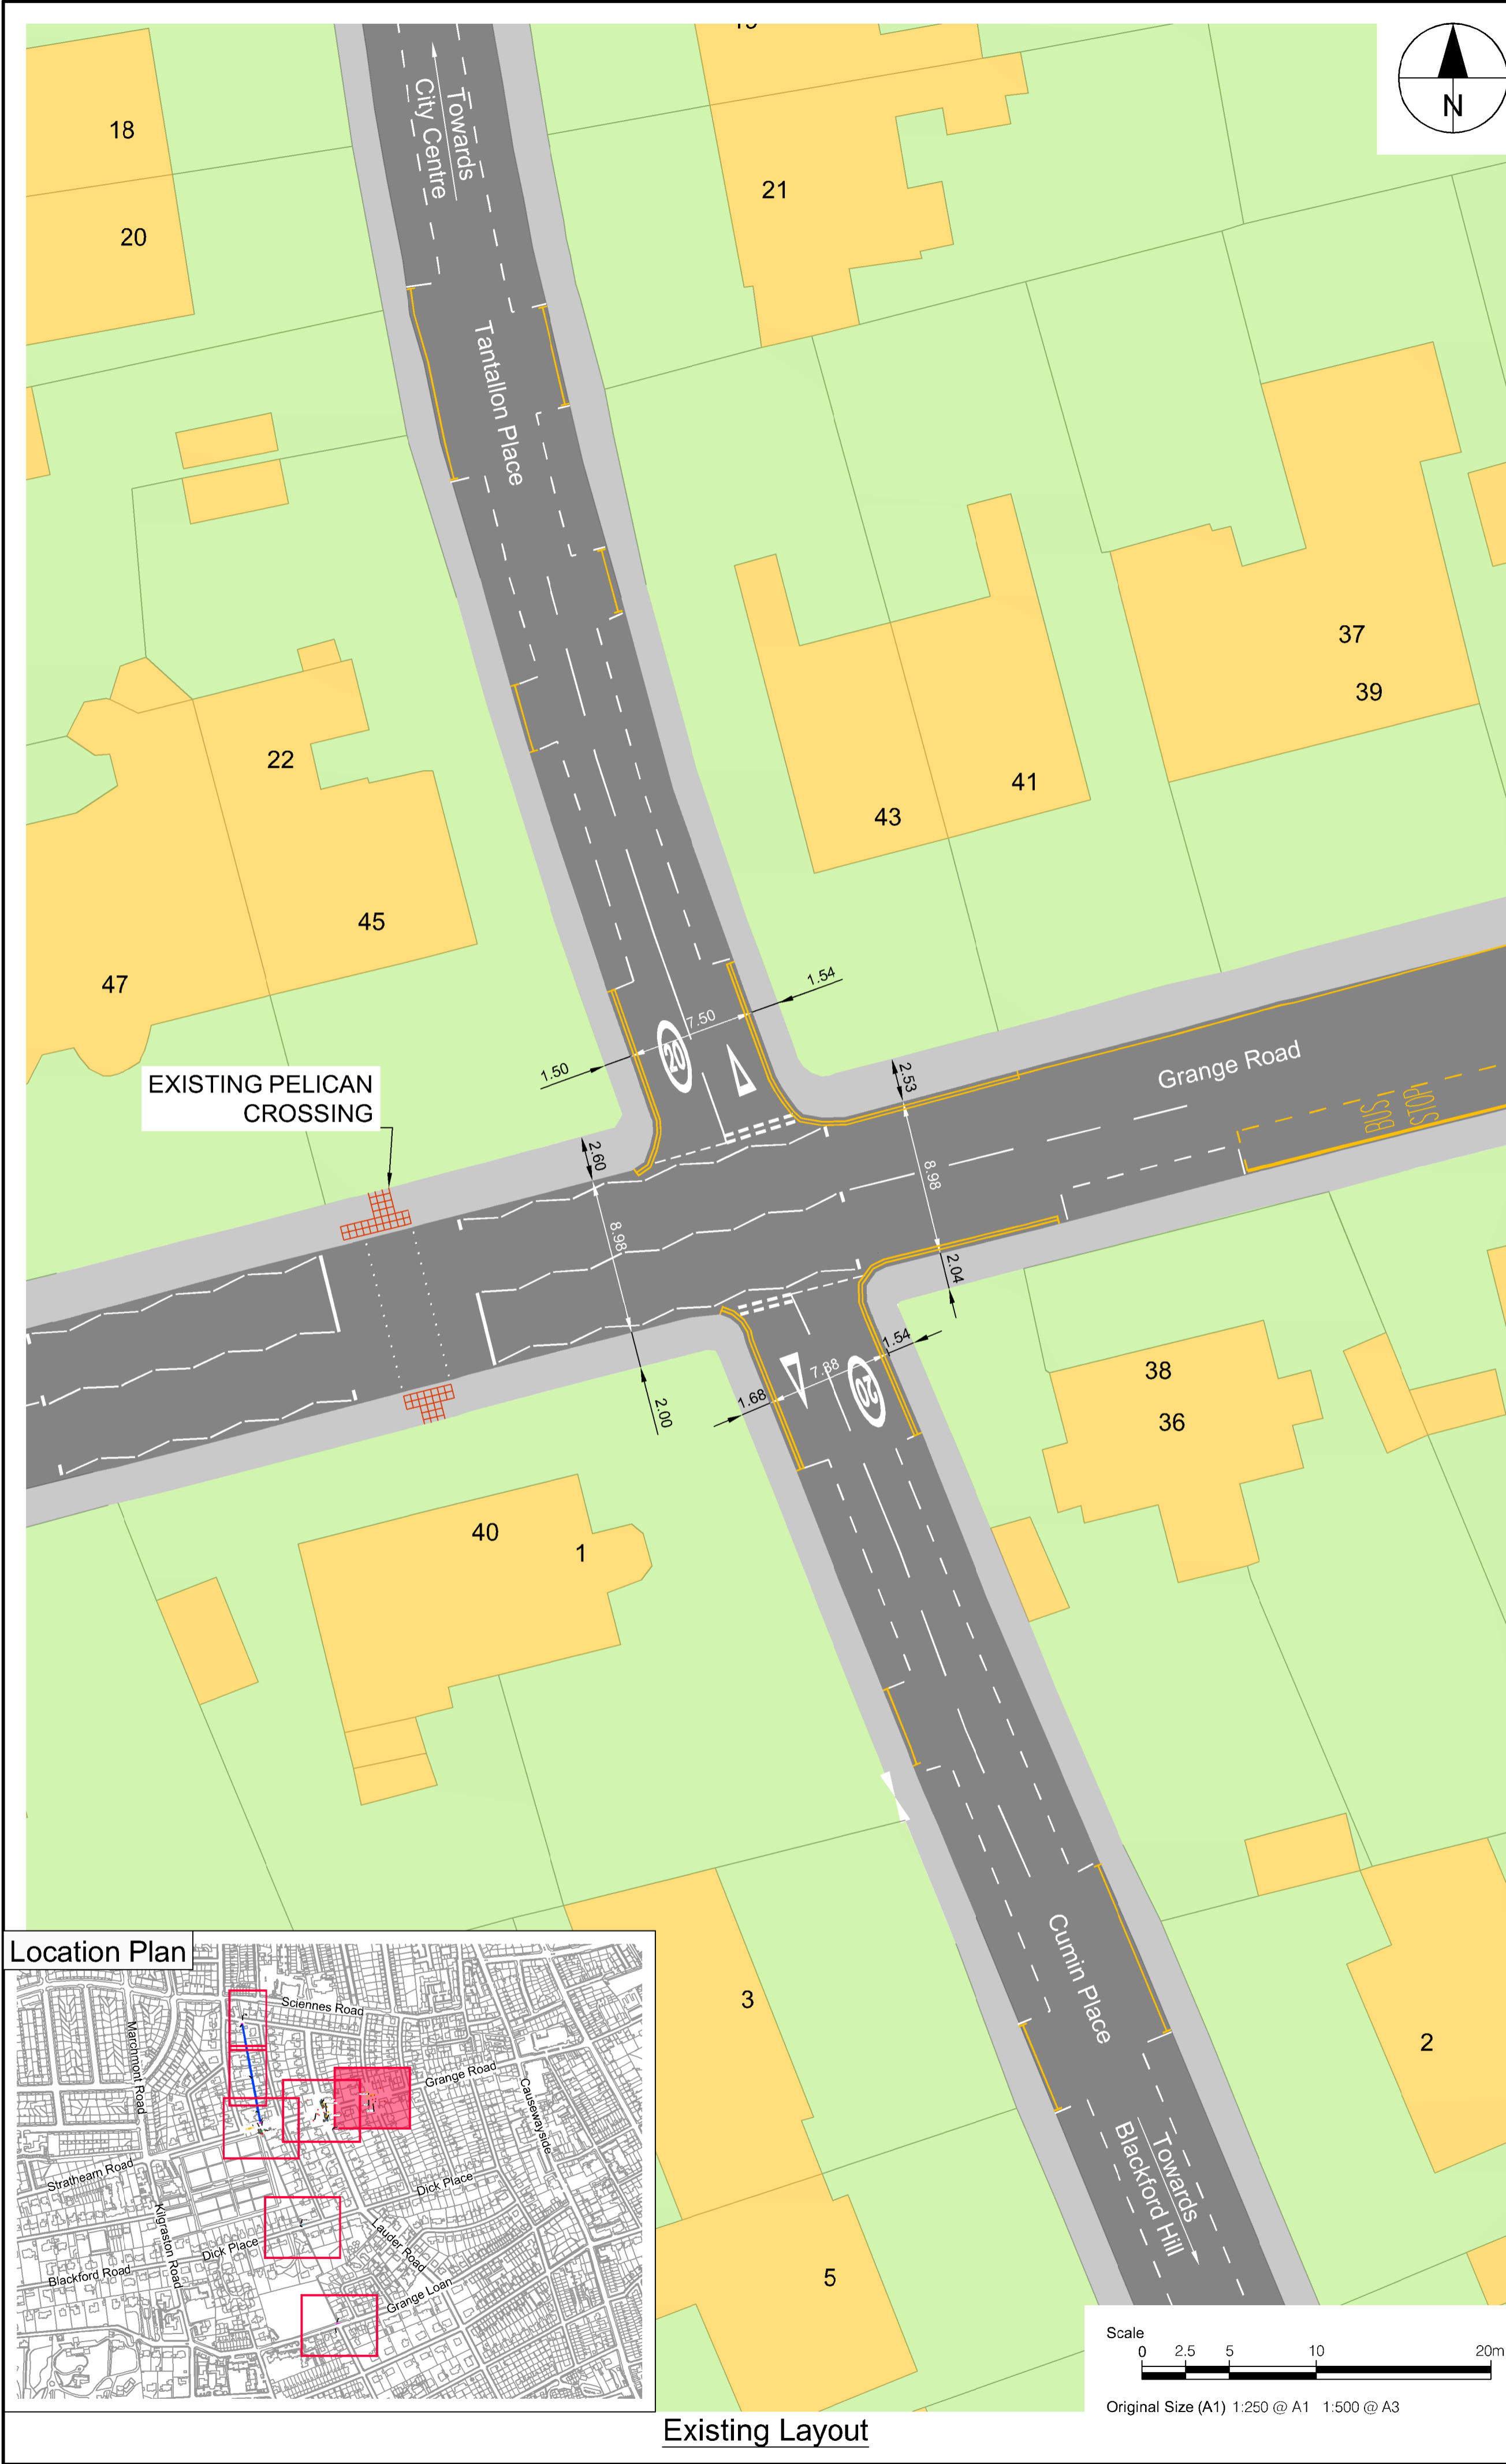 19
N
18
20
21
Towards
City Centre
Tantallon Place
37
39
22
43
41
45
47
1.54
7.50
1.50
20
EXISTING PELICAN
CROSSING
2.53
Grange Road
BUS
STOP
2.60
8.98
8.98
2.04
1.54
7.68
20
1.68
2.00
38
36
40
1
Cumin Place
3
2
Towards
Blackford Hill
5
Location Plan
Sciennes Road
Marchmont Road
Grange Road
Causewayside
Strathearn Road
Dick Place
Kilgraston Road
Dick Place
Lauder Road
Blackford Road
Grange Loan
Scale
0 2.5 5 10 20m
Original Size (A1) 1:250 @ A1 1:500 @ A3
Existing Layout